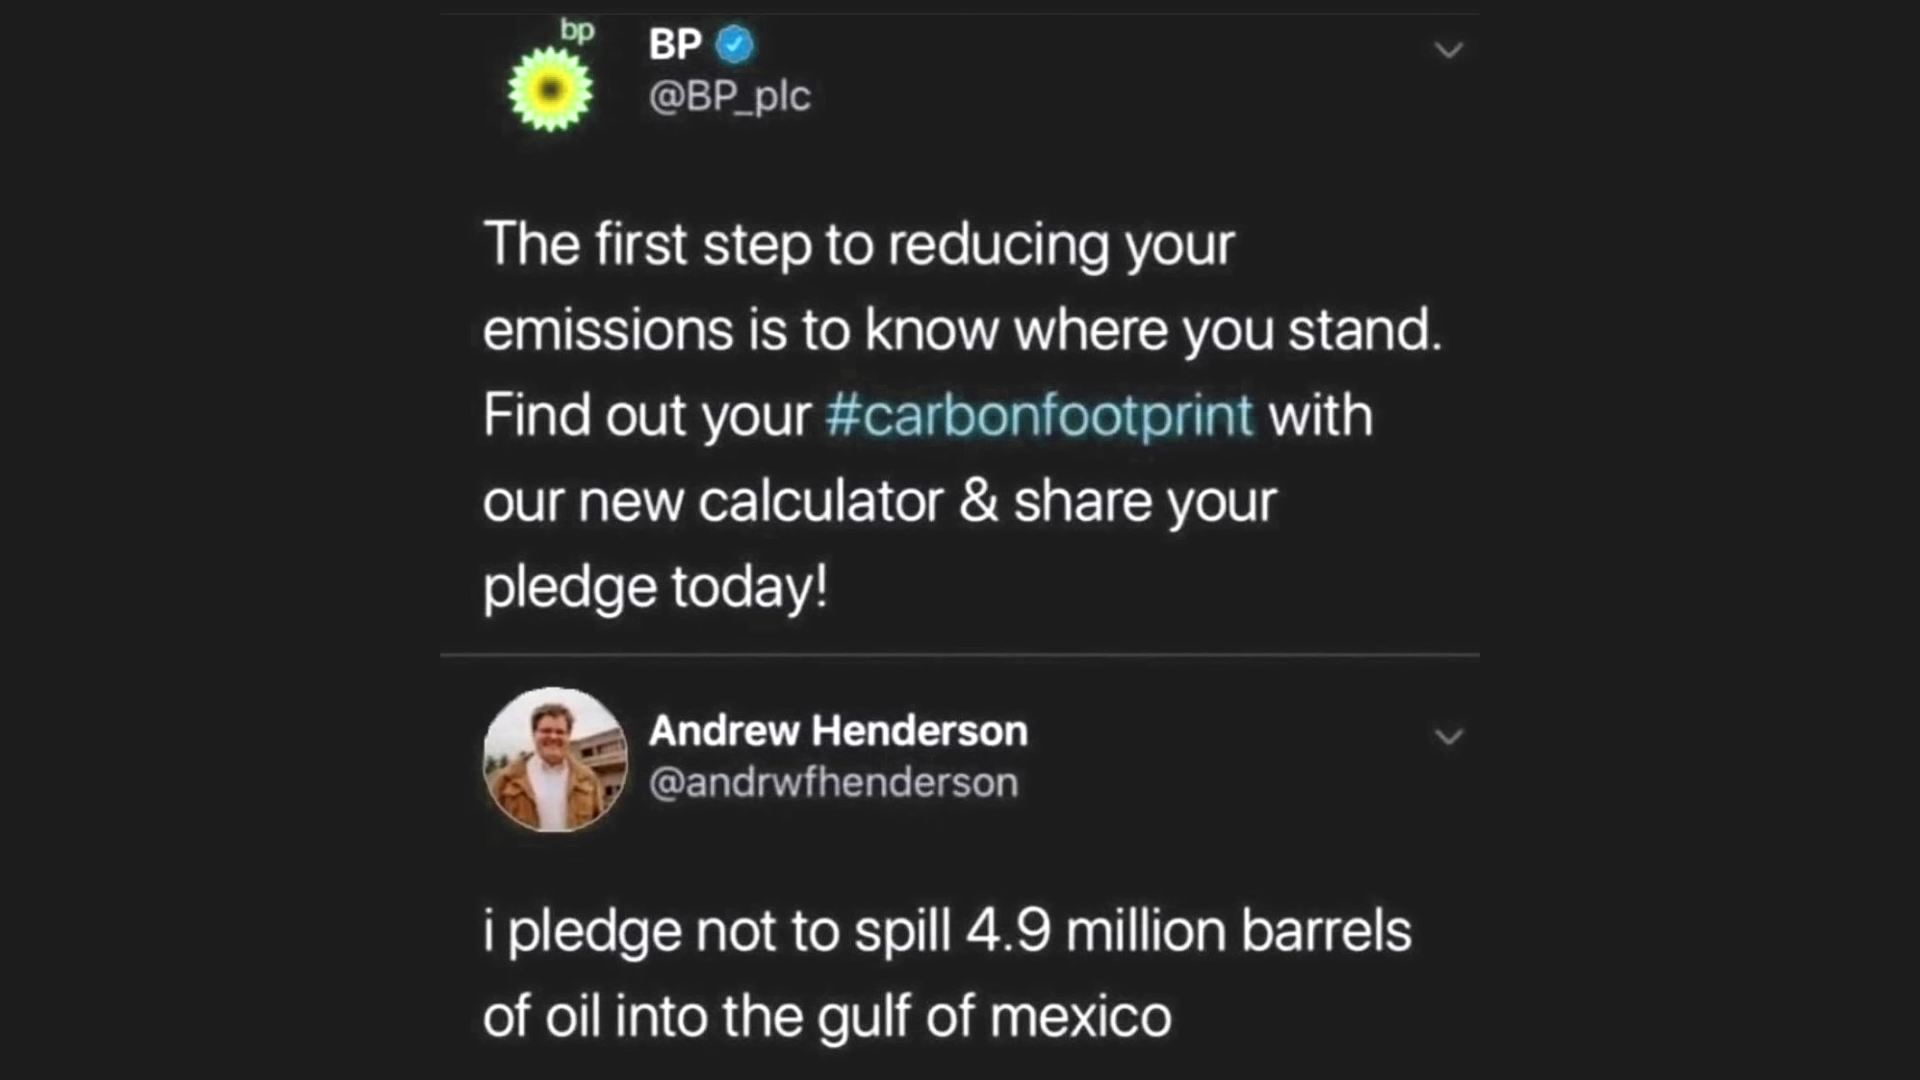 bp
BP
@BP_plc
The first step to reducing your
emissions is to know where you stand.
Find out your #carbonfootprint with
our new calculator & share your
pledge today!
Andrew Henderson
@andrwfhenderson
i pledge not to spill 4.9 million barrels
of oil into the gulf of mexico